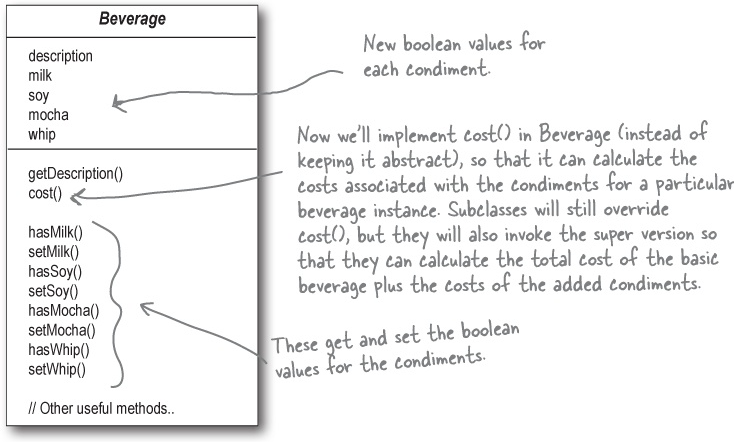 Beverage
description
milk
soy
mocha
whip
getDescription()
cost()
hasMilk()
setMilk()
hasSoy()
setSoy()
hasMocha()
setMocha()
hasWhip()
setWhip()
// Other useful methods..
New boolean values for
each condiment.
Now we'll implement cost() in Beverage (instead of
keeping it abstract), so that it can calculate the
costs associated with the condiments for a particular
beverage instance. Subclasses will still override
cost(), but they will also invoke the super version so
that they can calculate the total cost of the basic
beverage plus the costs of the added condiments.
These get and set the boolean
values for the condiments.